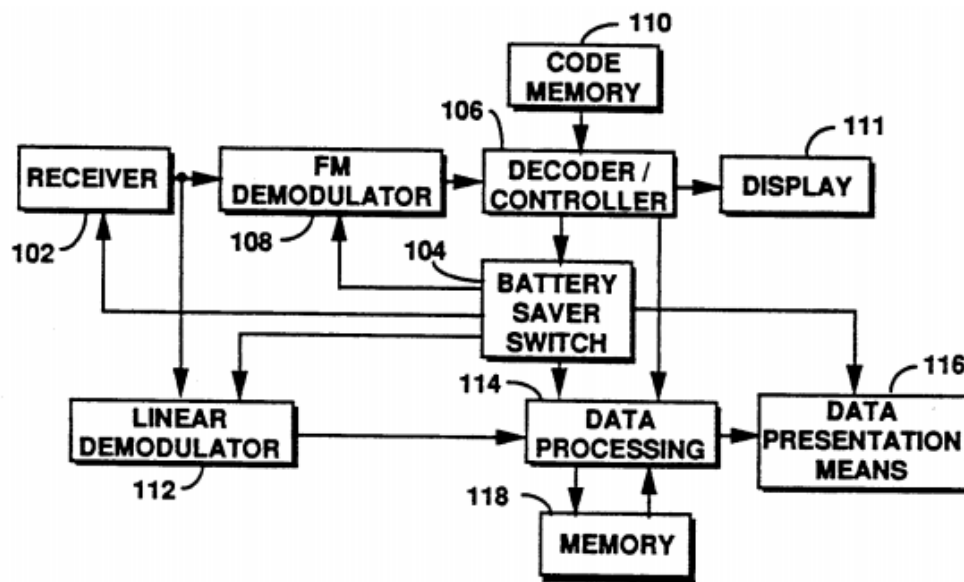 110
CODE
MEMORY
106
111
RECEIVER
FM
DEMODULATOR
DECODER /
CONTROLLER
DISPLAY
102
108
104
BATTERY
SAVER
SWITCH
114
116
LINEAR
DEMODULATOR
DATA
PROCESSING
DATA
PRESENTATION
MEANS
112
118
MEMORY